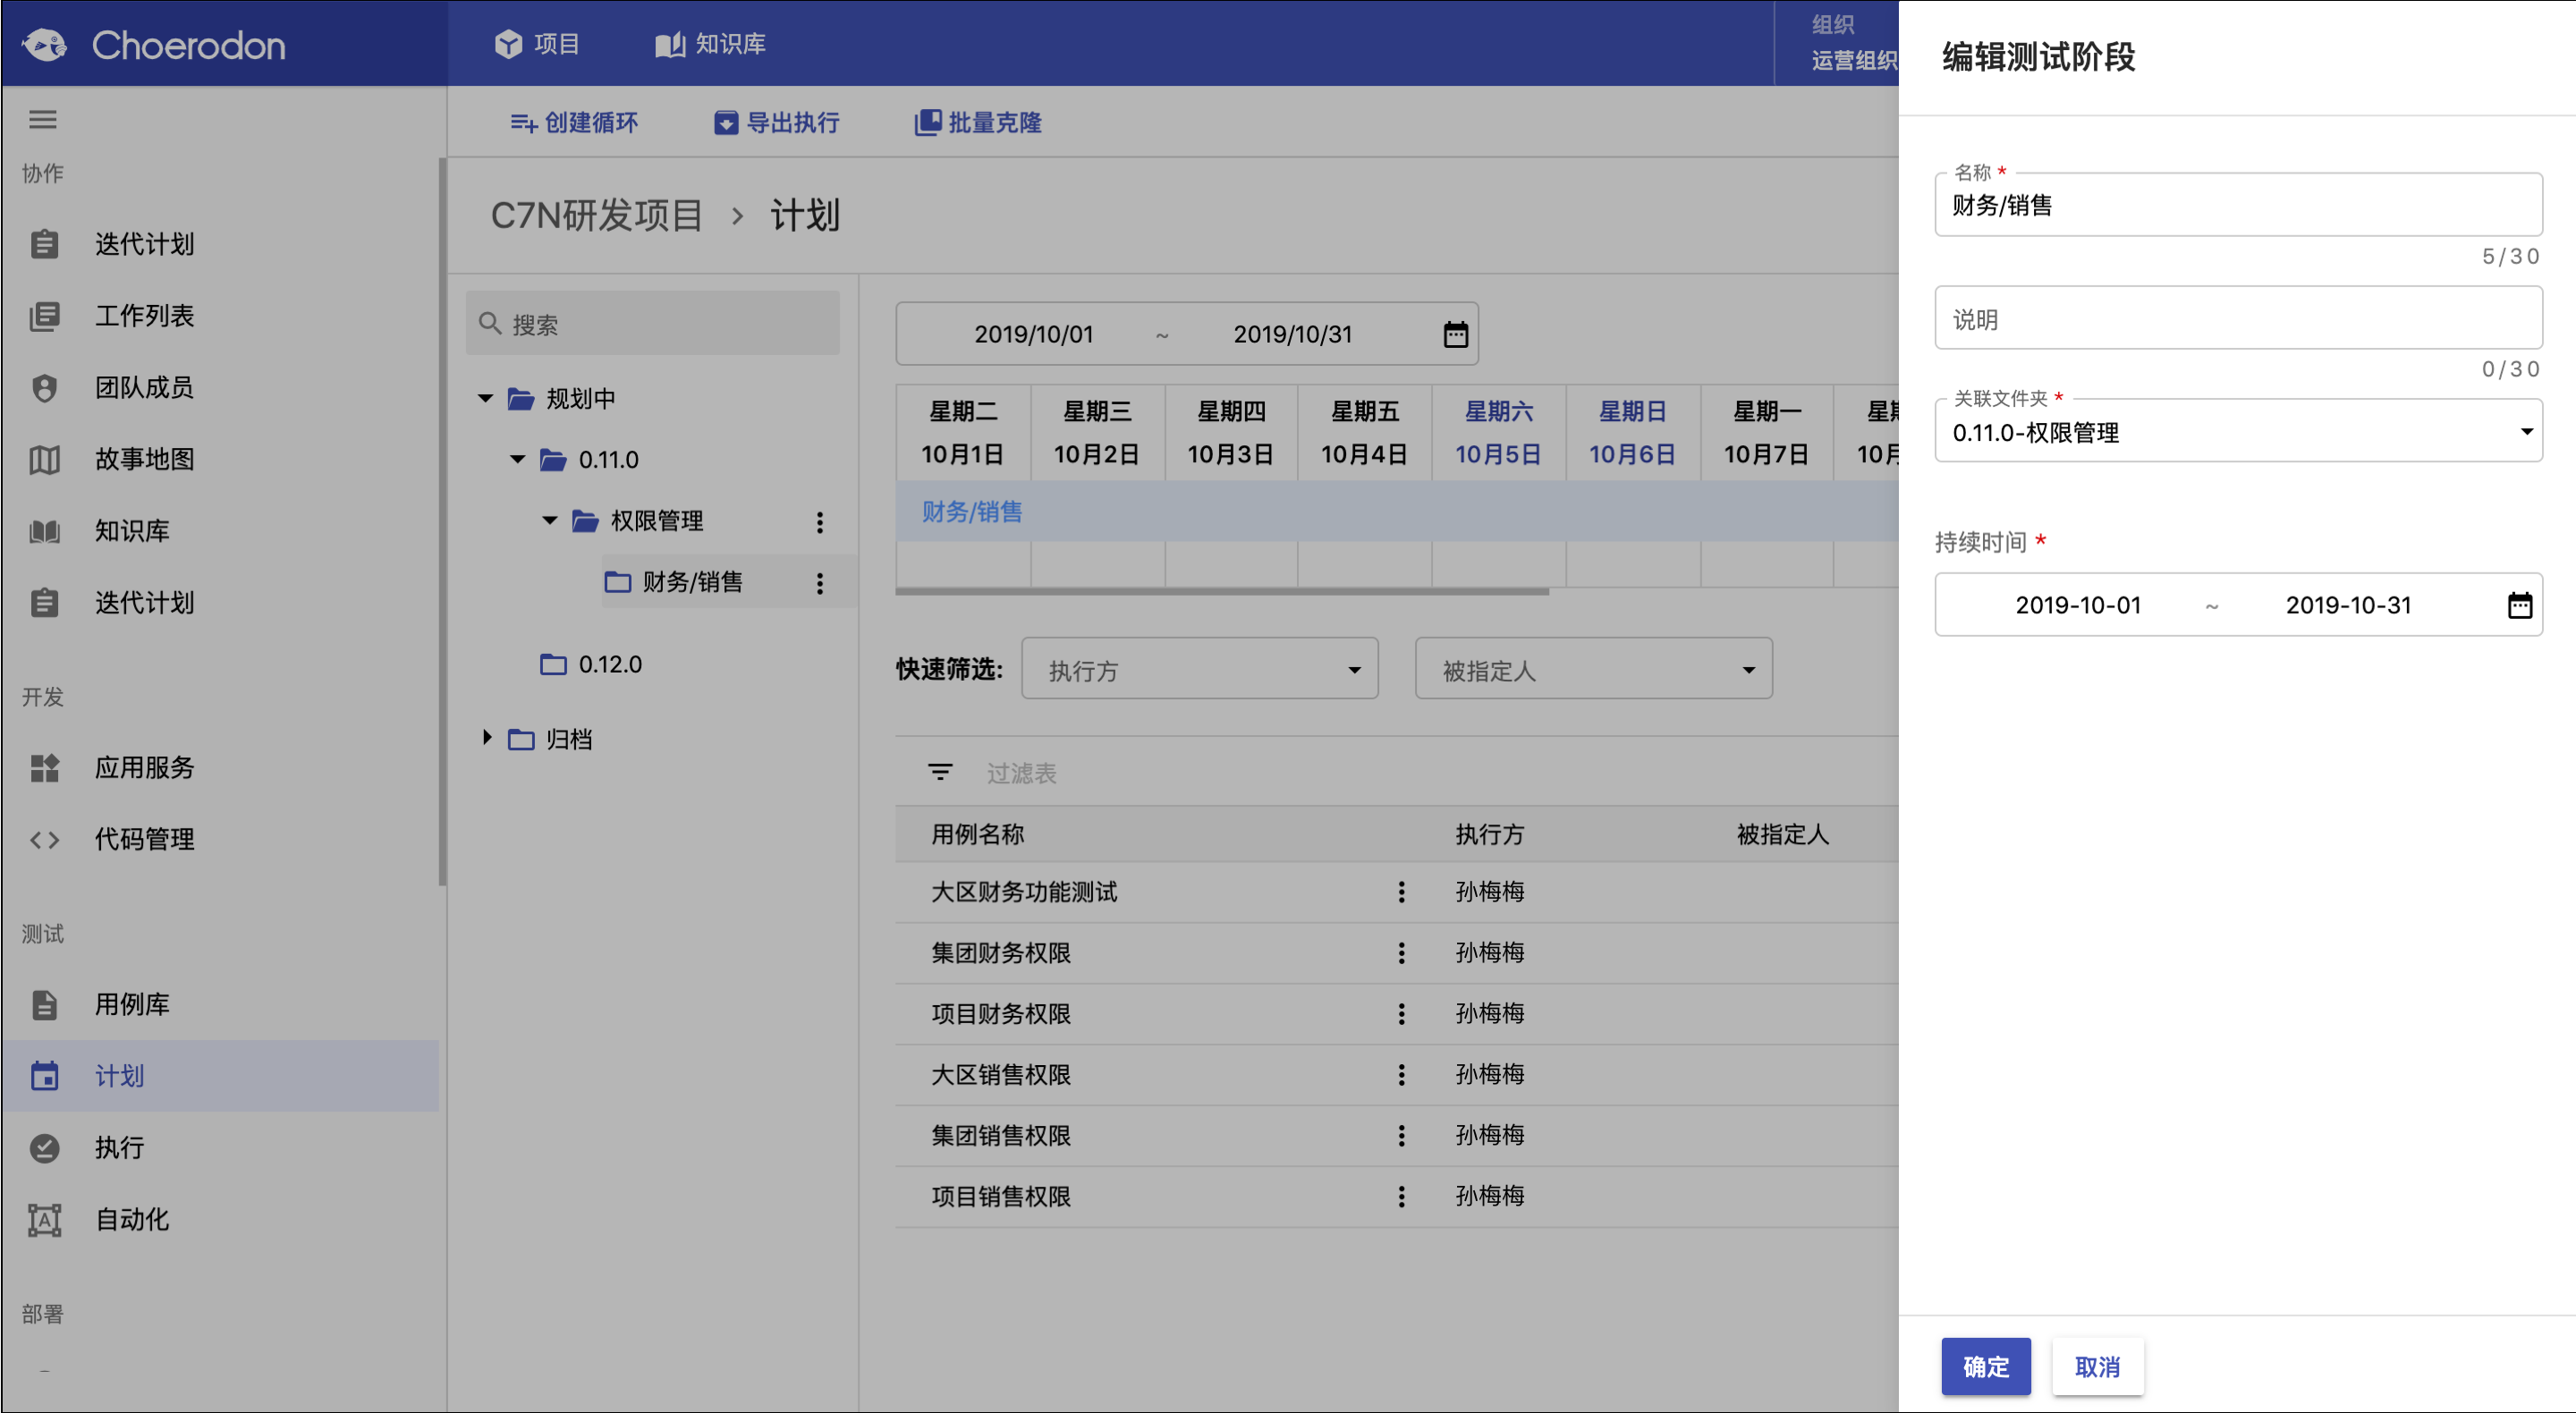 Choerodon
项目
知识库
组织
运营组织
创建循环
导出执行
批量克隆
协作
迭代计划
工作列表
团队成员
故事地图
知识库
迭代计划
开发
应用服务
代码管理
测试
用例库
计划
执行
自动化
部署
C7N研发项目 › 计划
搜索
规划中
0.11.0
权限管理
财务/销售
0.12.0
归档
2019/10/01 ~ 2019/10/31
星期二 星期三 星期四 星期五 星期六 星期日 星期一 星
10月1日 10月2日 10月3日 10月4日 10月5日 10月6日 10月7日 10月
财务/销售
快速筛选: 执行方 被指定人
过滤表
用例名称 执行方 被指定人
大区财务功能测试 孙梅梅
集团财务权限 孙梅梅
项目财务权限 孙梅梅
大区销售权限 孙梅梅
集团销售权限 孙梅梅
项目销售权限 孙梅梅
编辑测试阶段
名称 *
财务/销售
5/30
说明
0/30
关联文件夹 *
0.11.0-权限管理
持续时间 *
2019-10-01 ~ 2019-10-31
确定 取消